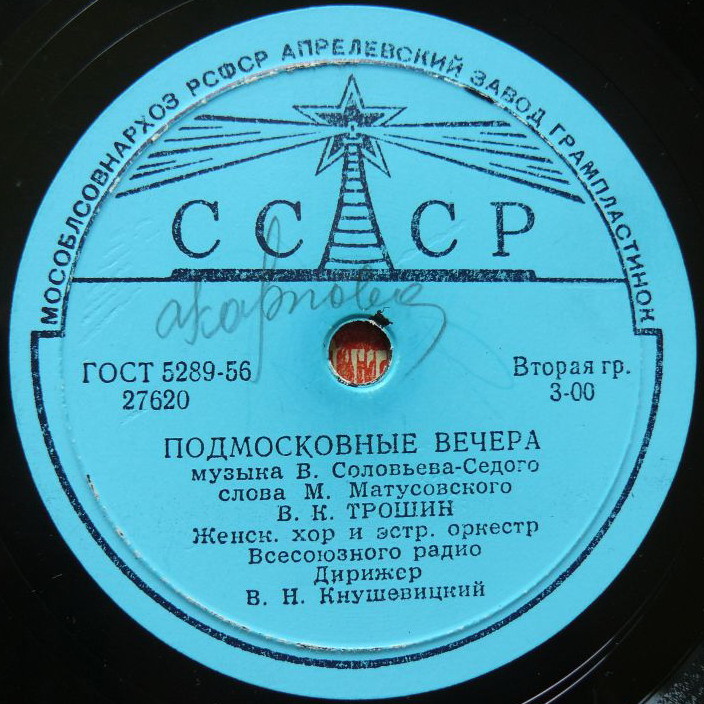 МОСОБЛСОВНАРХОЗ РСФСР АПРЕЛЕВСКИЙ ЗАВОД ГРАМПЛАСТИНОК
СССР
ГОСТ 5289-56
27620
Вторая гр.
3-00
ПОДМОСКОВНЫЕ ВЕЧЕРА
музыка В. Соловьева-Седого
слова М. Матусовского
В. К. ТРОШИН
Женск. хор и эстр. оркестр
Всесоюзного радио
Дирижер
В. Н. Кнушевицкий